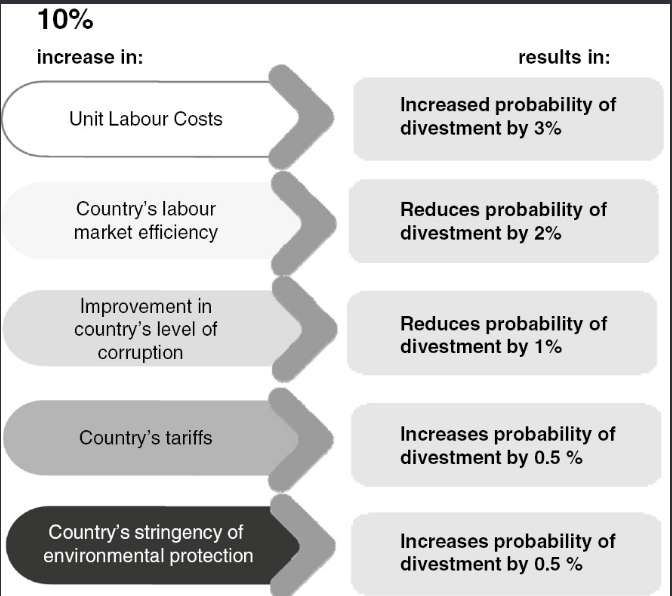 10%
increase in:
results in:
Unit Labour Costs
Increased probability of
divestment by 3%
Country's labour
market efficiency
Reduces probability of
divestment by 2%
Improvement in
country's level of
corruption
Reduces probability of
divestment by 1%
Country's tariffs
Increases probability of
divestment by 0.5 %
Country's stringency of
environmental protection
Increases probability of
divestment by 0.5 %